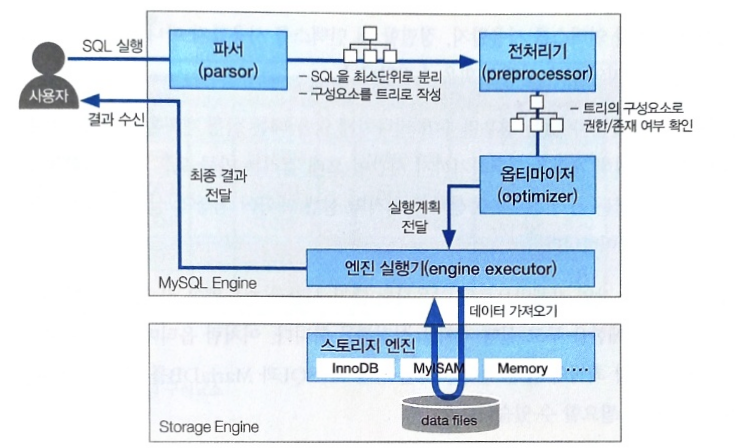 SQL 실행
파서
(parsor)
– SQL을 최소단위로 분리
– 구성요소를 트리로 작성
전처리기
(preprocessor)
사용자
결과 수신
– 트리의 구성요소로
권한/존재 여부 확인
최종 결과
전달
옵티마이저
(optimizer)
실행계획
전달
엔진 실행기(engine executor)
MySQL Engine
데이터 가져오기
스토리지 엔진
InnoDB
MyISAM
Memory
····
data files
Storage Engine